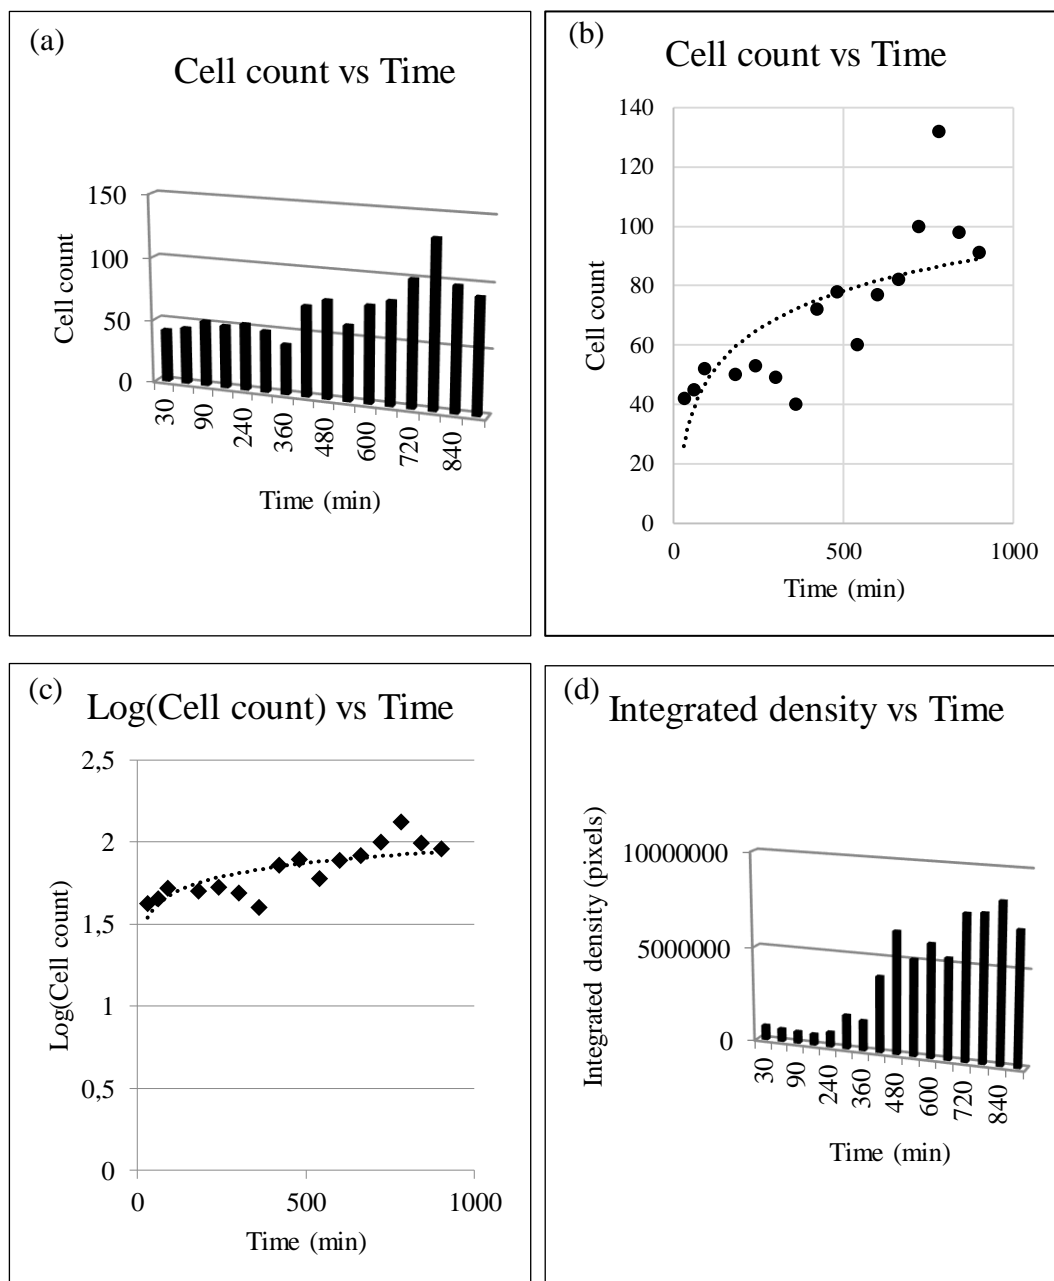 (a)
Cell count vs Time
150
100
50
0
Cell count
30
90
240
360
480
600
720
840
Time (min)
(b)
Cell count vs Time
140
120
100
80
60
40
20
0
Cell count
0
500
1000
Time (min)
(c)
Log(Cell count) vs Time
2,5
2
1,5
1
0,5
0
Log(Cell count)
0
500
1000
Time (min)
(d)
Integrated density vs Time
10000000
5000000
0
Integrated density (pixels)
30
90
240
360
480
600
720
840
Time (min)